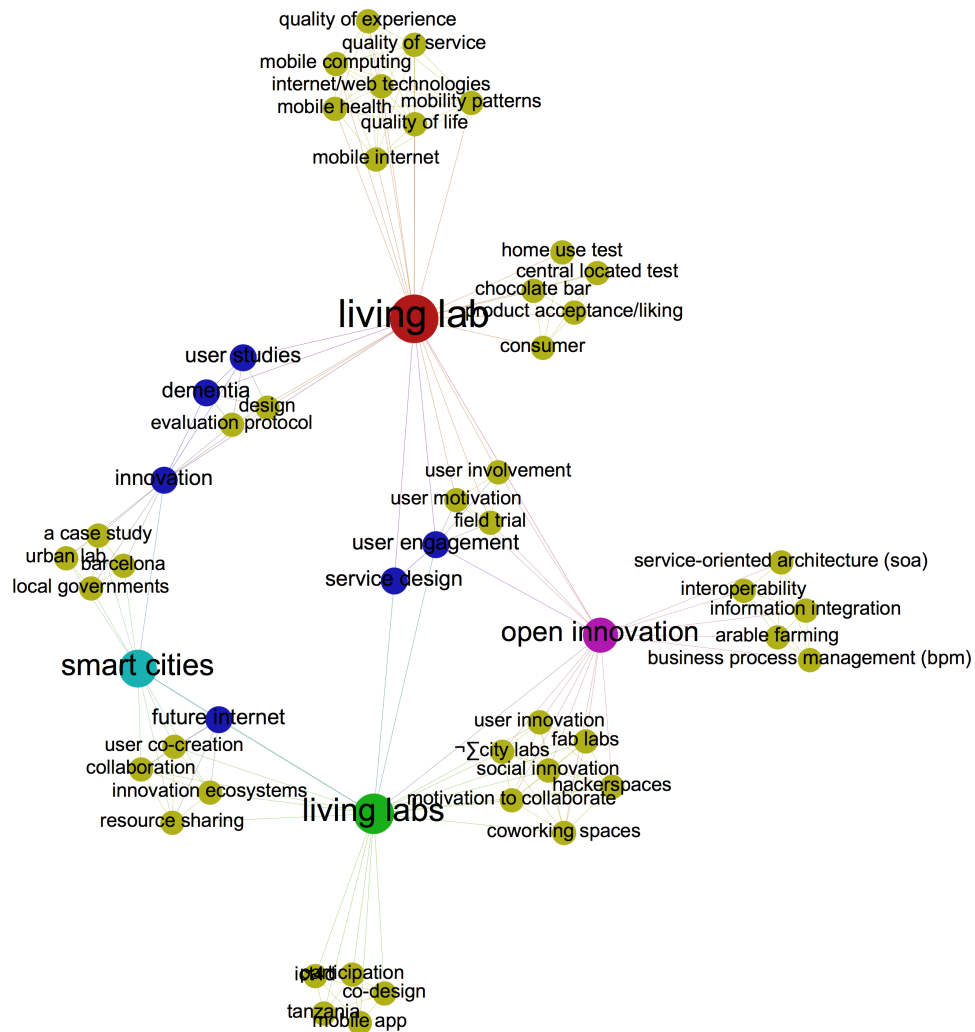 quality of experience
quality of service
mobile computing
internet/web technologies
mobility patterns
mobile health
quality of life
mobile internet
home use test
central located test
chocolate bar
product acceptance/liking
living lab
consumer
user studies
dementia
design
evaluation protocol
innovation
user involvement
user motivation
field trial
user engagement
service design
a case study
urban lab
barcelona
local governments
service-oriented architecture (soa)
interoperability
information integration
arable farming
business process management (bpm)
open innovation
smart cities
future internet
user co-creation
collaboration
innovation ecosystems
resource sharing
living labs
user innovation
fab labs
¬∑city labs
social innovation
hackerspaces
motivation to collaborate
coworking spaces
participation
co-design
tanzania
mobile app